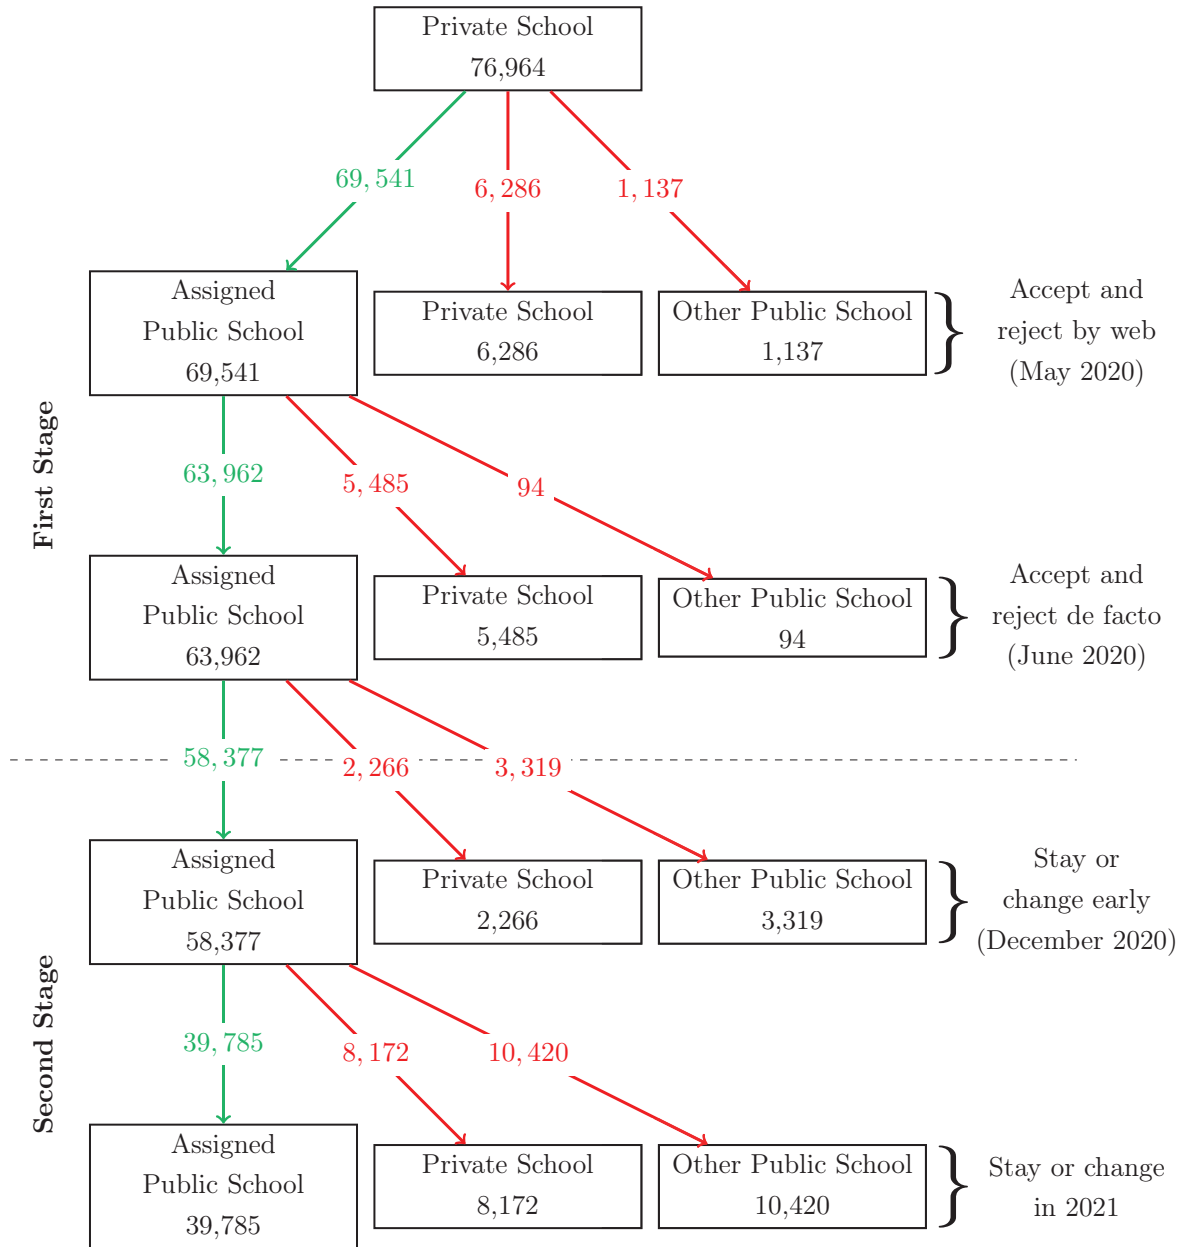 Private School
76,964
69, 541
6, 286
1, 137
Assigned
Public School
69,541
Private School
6,286
Other Public School
1,137
Accept and
reject by web
(May 2020)
First Stage
63, 962
5, 485
94
Assigned
Public School
63,962
Private School
5,485
Other Public School
94
Accept and
reject de facto
(June 2020)
58, 377
2, 266
3, 319
Assigned
Public School
58,377
Private School
2,266
Other Public School
3,319
Stay or
change early
(December 2020)
Second Stage
39, 785
8, 172
10, 420
Assigned
Public School
39,785
Private School
8,172
Other Public School
10,420
Stay or change
in 2021